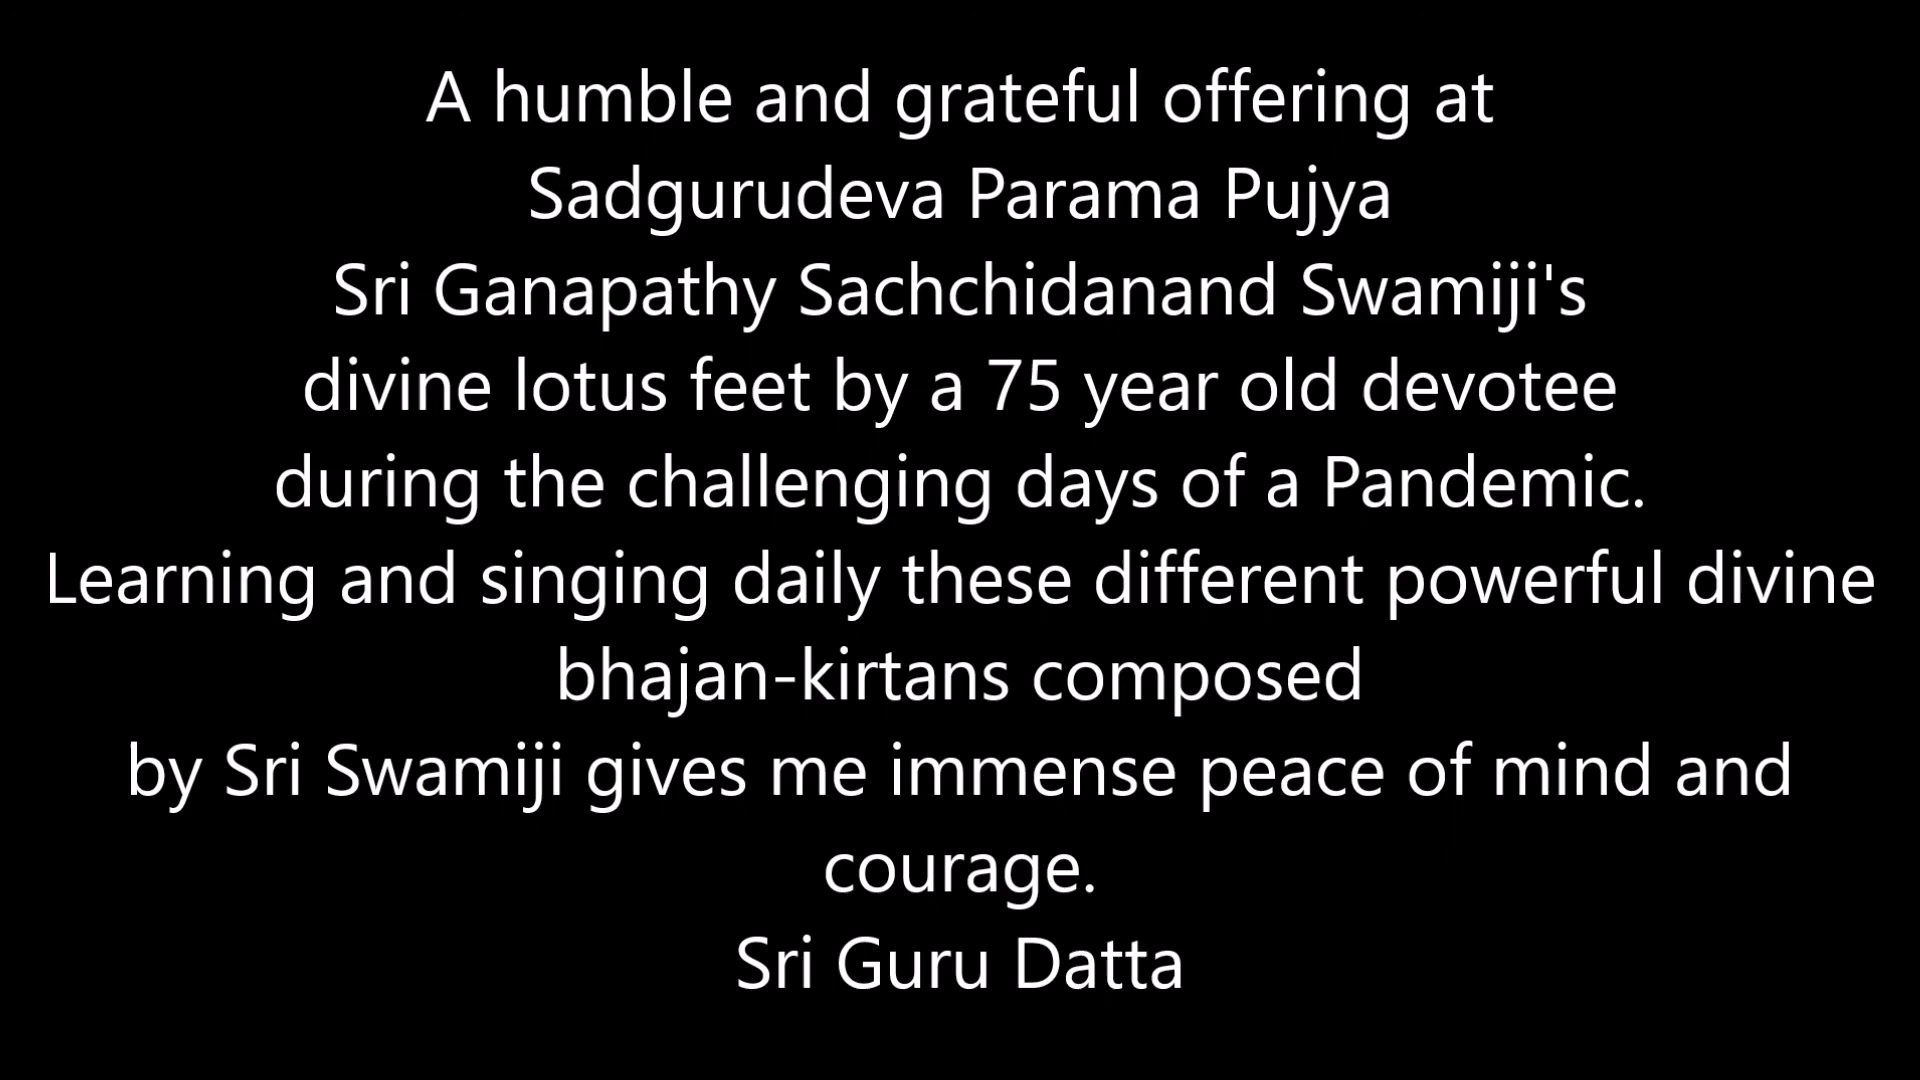 A humble and grateful offering at
Sadgurudeva Parama Pujya
Sri Ganapathy Sachchidanand Swamiji's
divine lotus feet by a 75 year old devotee
during the challenging days of a Pandemic.
Learning and singing daily these different powerful divine
bhajan-kirtans composed
by Sri Swamiji gives me immense peace of mind and
courage.
Sri Guru Datta